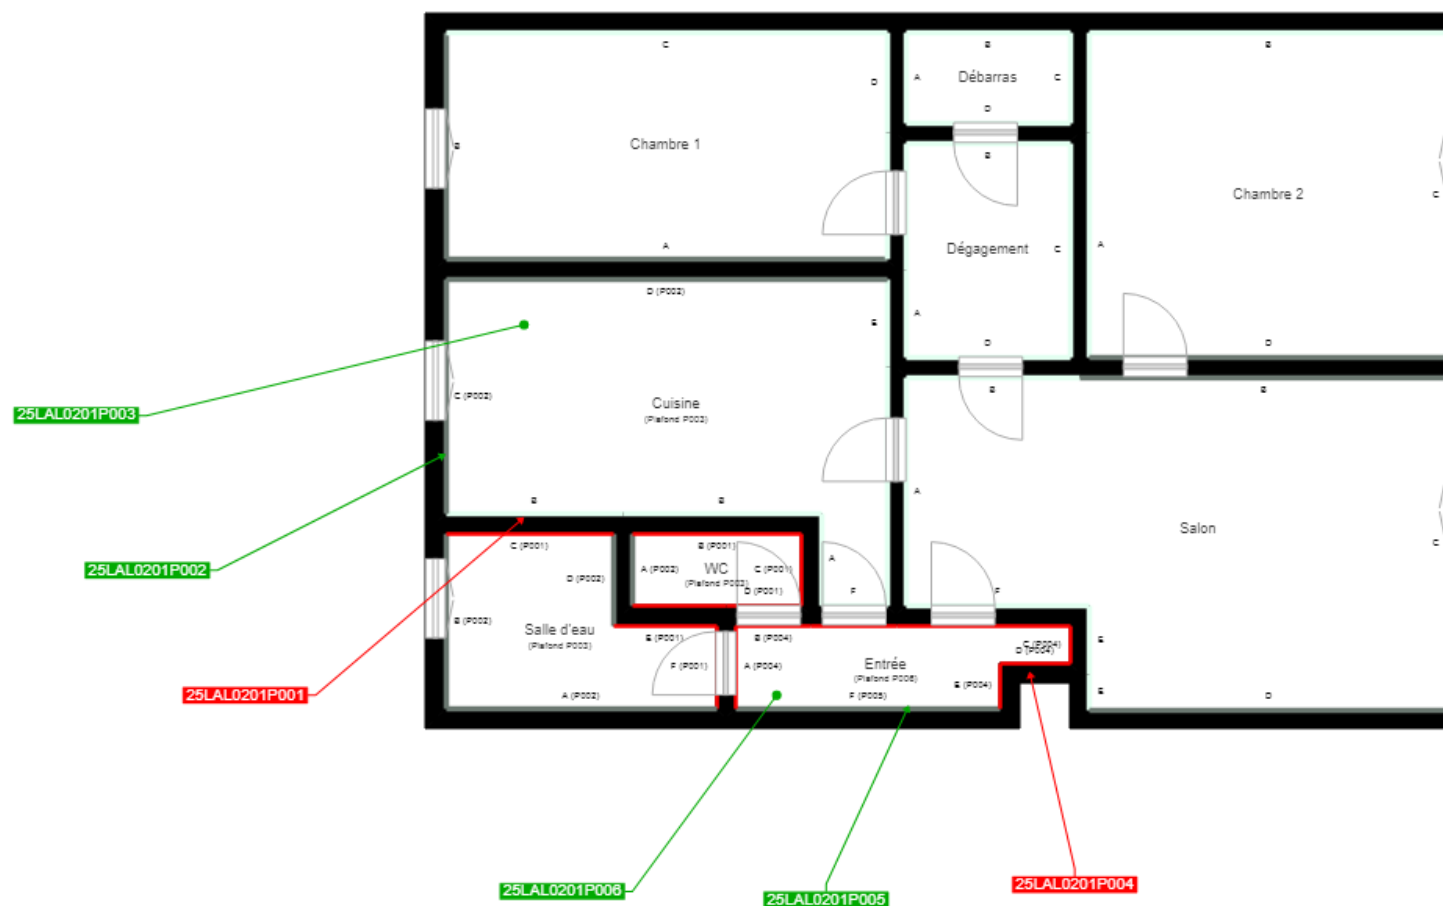 C
B
B
A
Débarras
C
D
D
Chambre 1
B
B
Chambre 2
C
A
A
Dégagement
C
D (P002)
A
B
D
D
C (P002)
Cuisine
(Plafond P003)
B
B
25LAL0201P003
B
B
A
Salon
C
C (P001)
B (P001)
A
25LAL0201P002
A (P002)
WC
C (P001)
D (P002)
D (P001)
F
F
B (P002)
Salle d'eau
(Plafond P003)
E (P001)
B (P004)
C (P004)
D (P004)
E
F (P001)
A (P004)
Entrée
(Plafond P006)
E (P004)
E
25LAL0201P001
A (P002)
F (P005)
D
25LAL0201P006
25LAL0201P005
25LAL0201P004